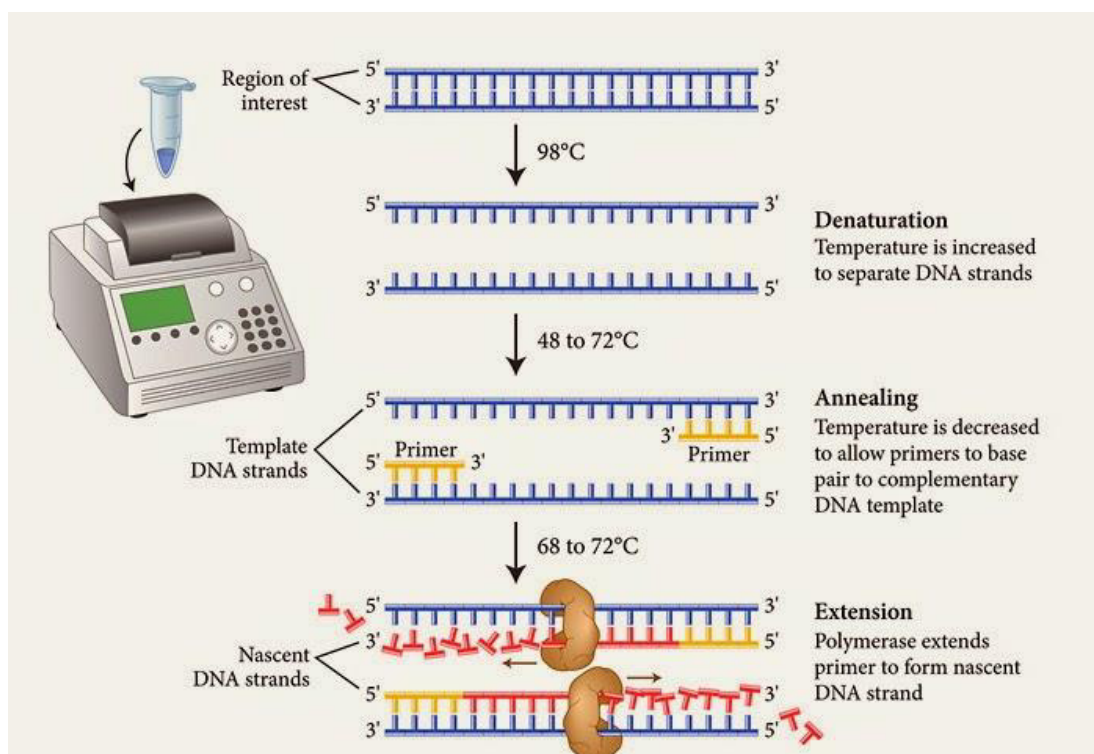 5' 3'
Region of
interest
3' 5'
98°C
5' 3'
Denaturation
Temperature is increased
to separate DNA strands
3' 5'
48 to 72°C
5' 3'
Annealing
Temperature is decreased
to allow primers to base
pair to complementary
DNA template
3' 5'
Primer
Template
DNA strands
Primer
5' 3'
3' 5'
68 to 72°C
5' 3'
Extension
Polymerase extends
primer to form nascent
DNA strand
3' 5'
Nascent
DNA strands
5' 3'
3' 5'